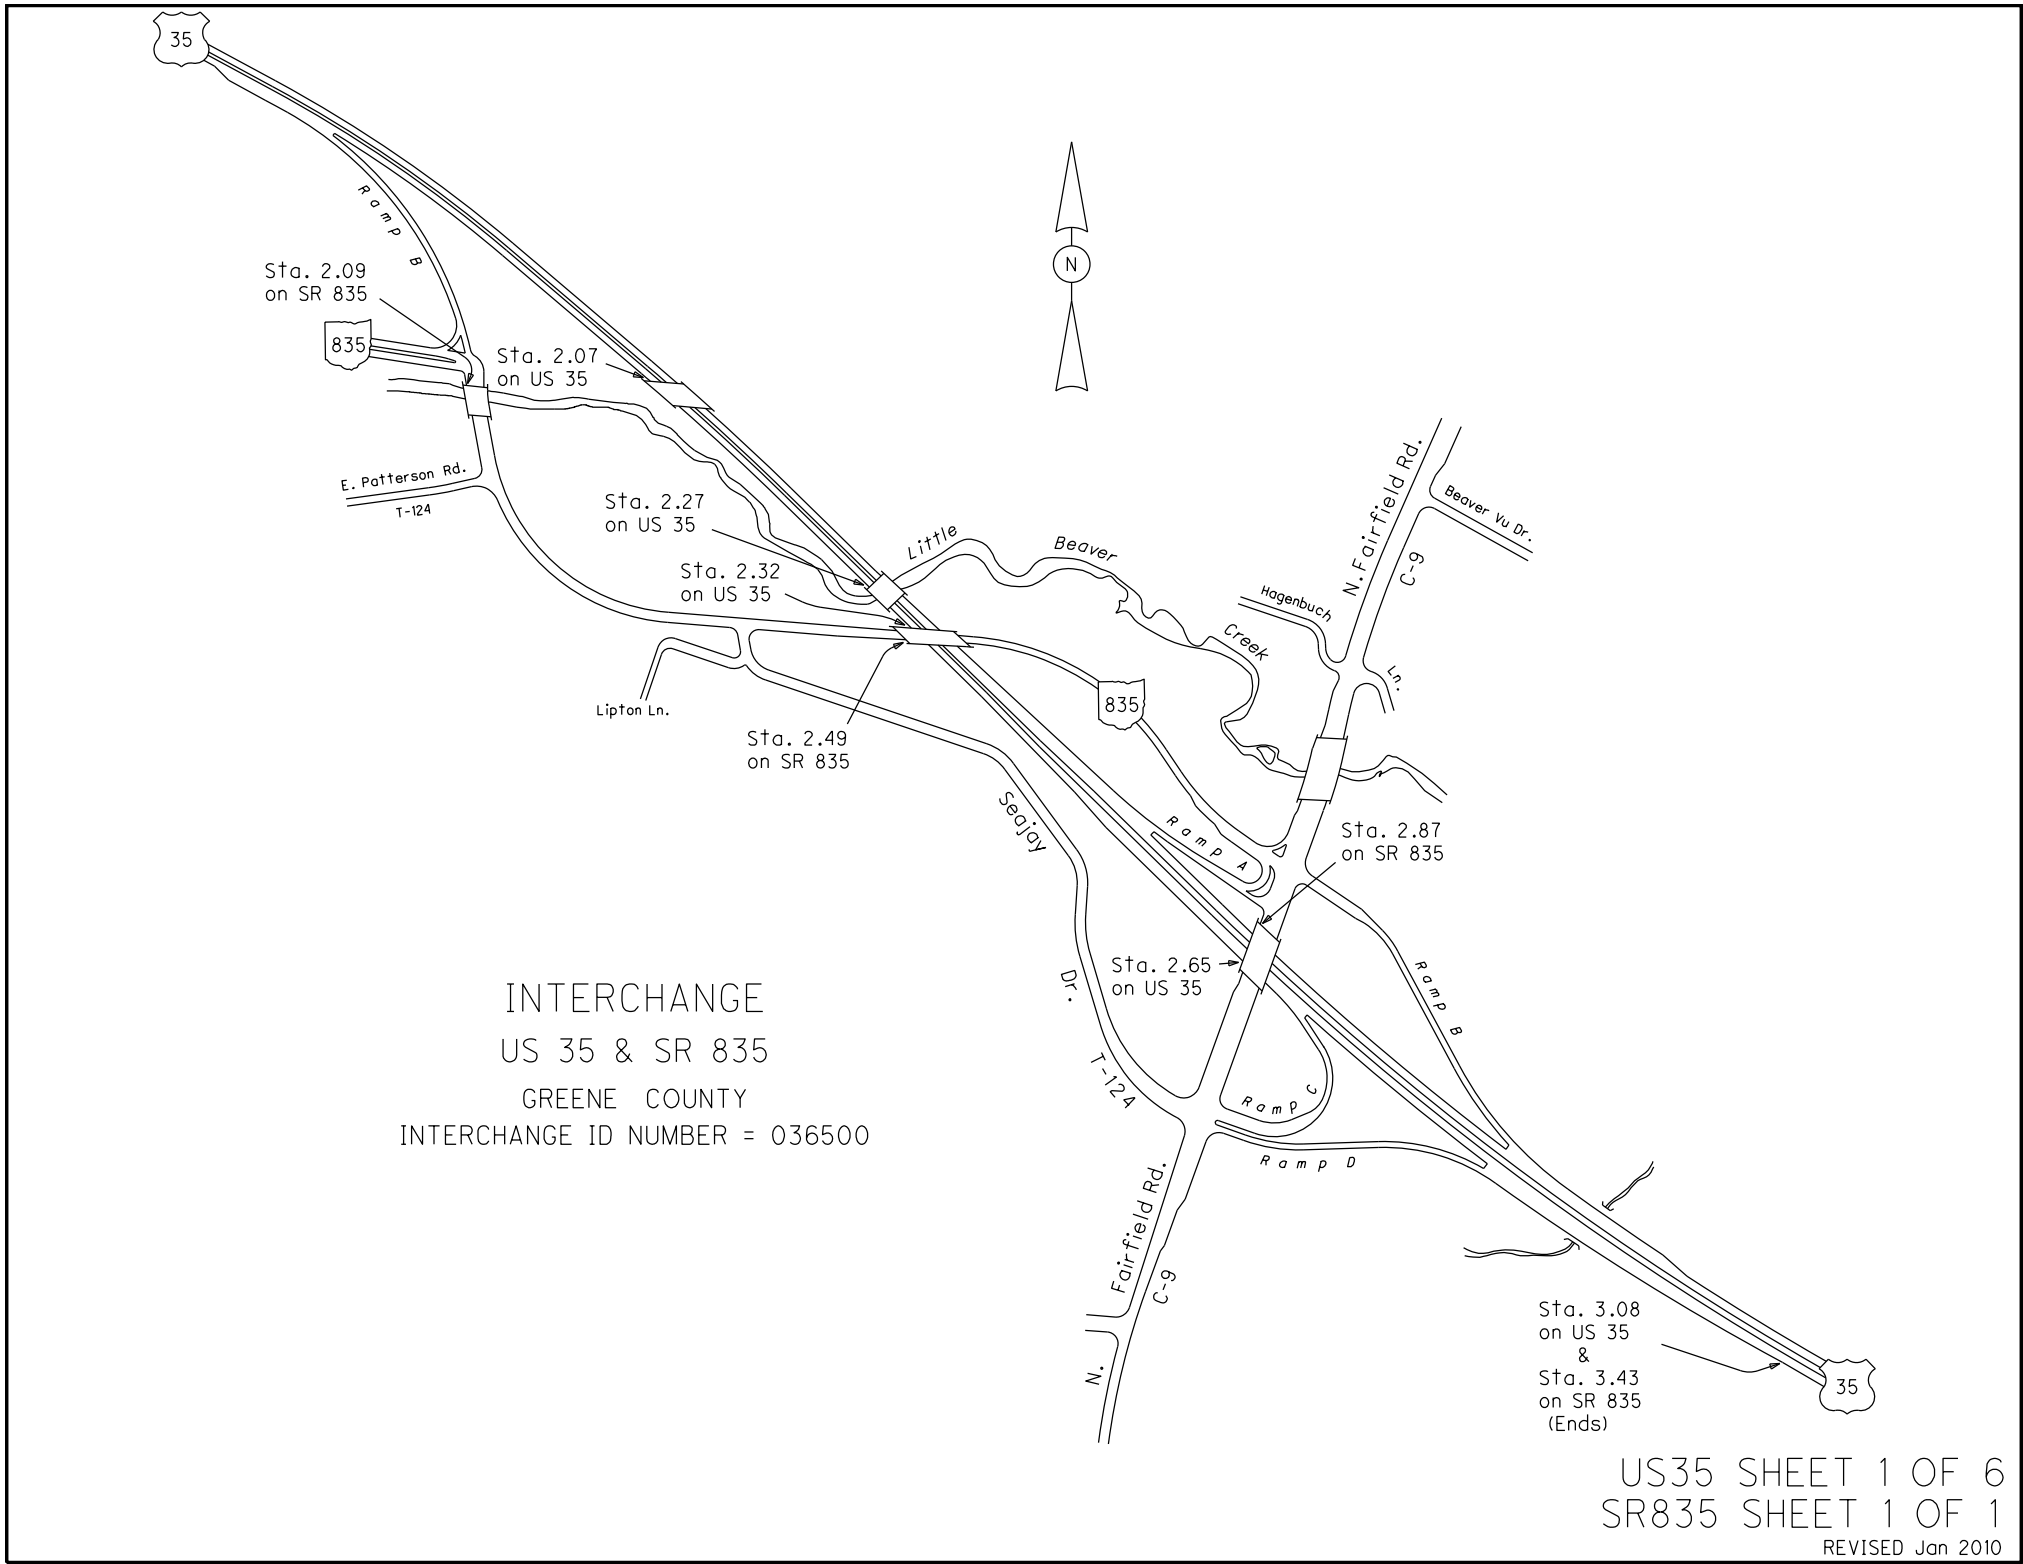 35
Ramp B
Sta. 2.09
on SR 835
835
Sta. 2.07
on US 35
E. Patterson Rd.
T-124
N
N. Fairfield Rd.
C-9
Beaver Vu Dr.
Sta. 2.27
on US 35
Little Beaver Creek
Sta. 2.32
on US 35
Hagenbuch Ln.
Lipton Ln.
835
Sta. 2.49
on SR 835
Seajay Dr.
T-124
Ramp A
Sta. 2.87
on SR 835
Sta. 2.65
on US 35
Ramp B
Ramp C
Ramp D
N. Fairfield Rd.
C-9
INTERCHANGE
US 35 & SR 835
GREENE COUNTY
INTERCHANGE ID NUMBER = 036500
Sta. 3.08
on US 35
&
Sta. 3.43
on SR 835
(Ends)
35
US35 SHEET 1 OF 6
SR835 SHEET 1 OF 1
REVISED Jan 2010